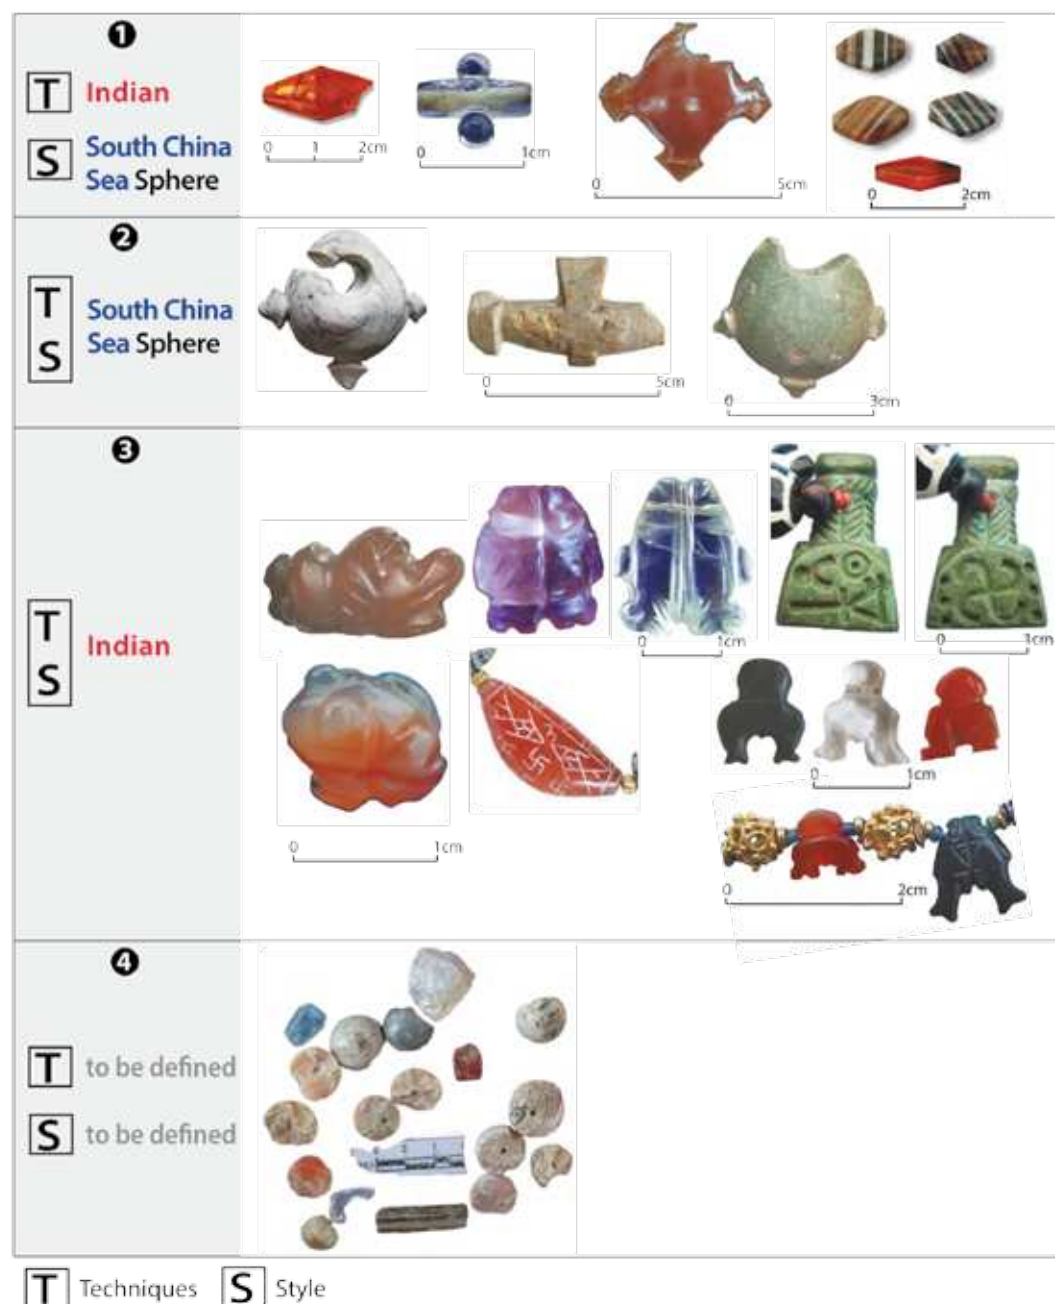 ❶
T Indian
S South China
Sea Sphere
0 1 2cm
0 1cm
0 5cm
0 2cm
❷
T
S
South China
Sea Sphere
0 5cm
0 3cm
❸
T
S
Indian
0 1cm
0 1cm
0 1cm
0 1cm
0 2cm
❹
T to be defined
S to be defined
T Techniques S Style